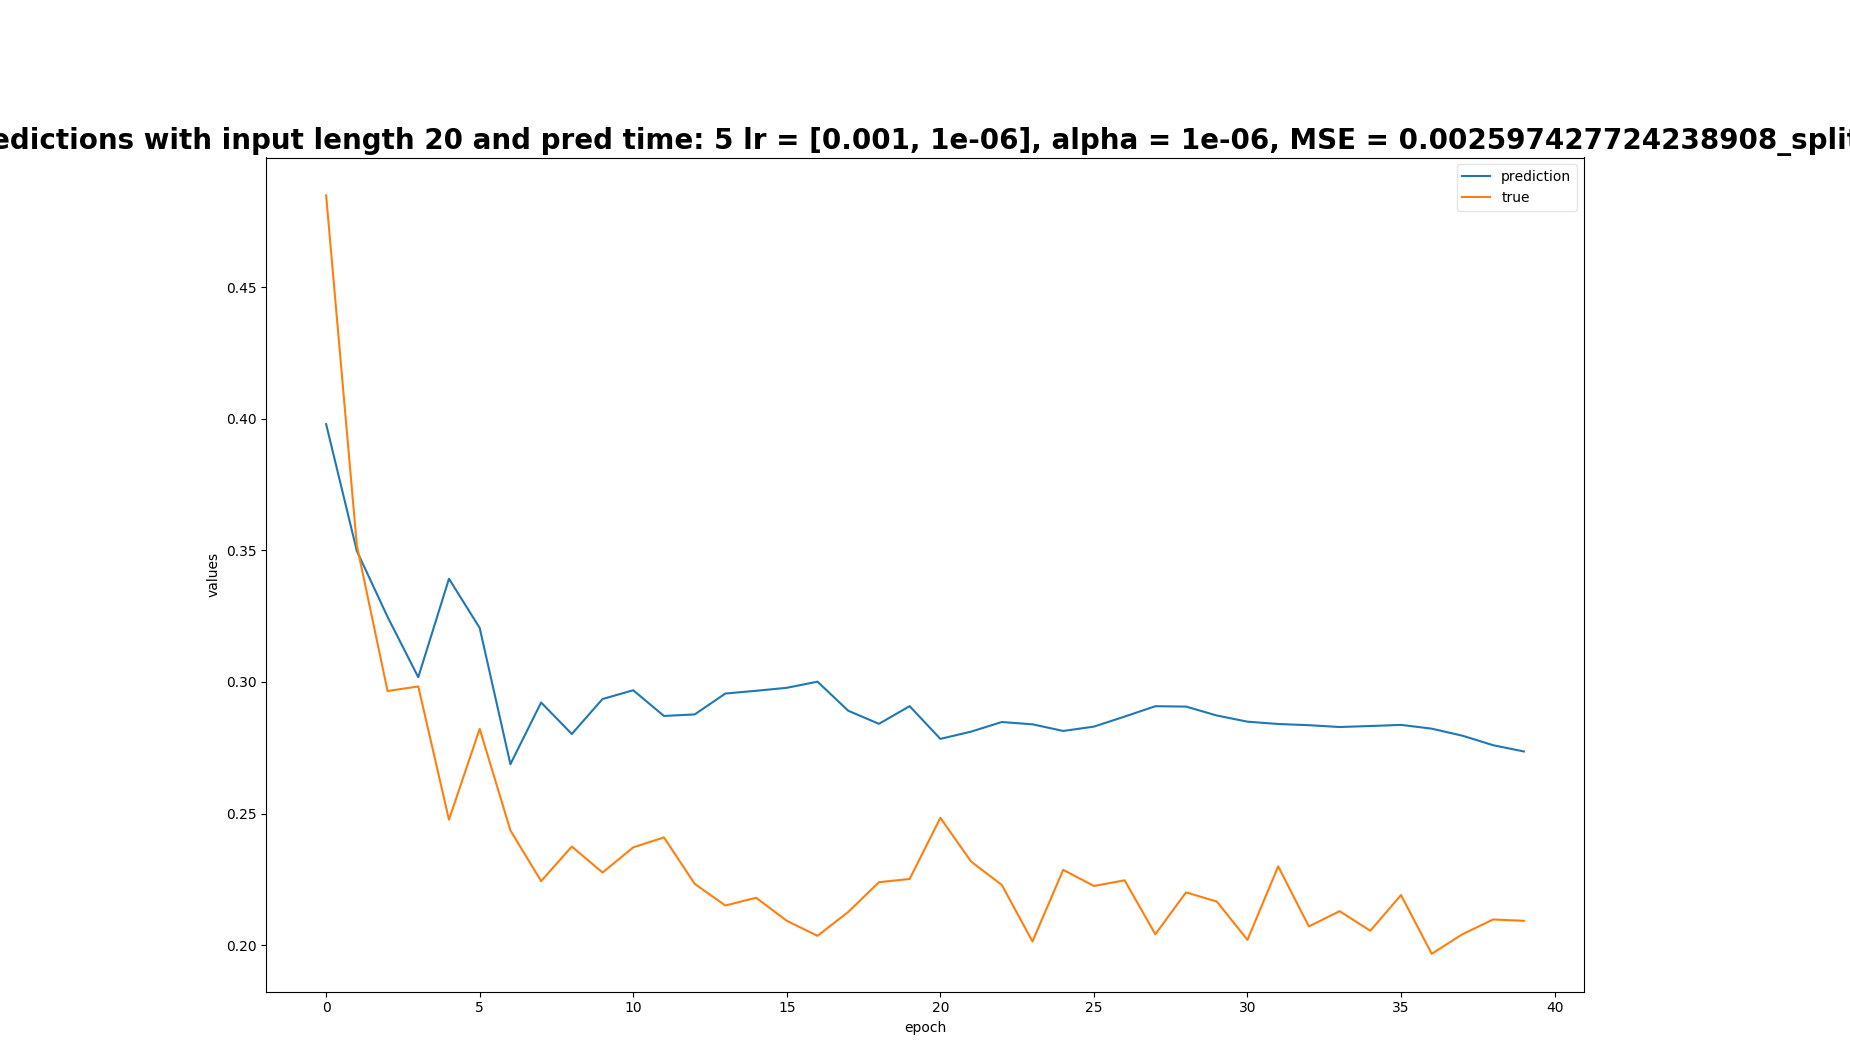 edictions with input length 20 and pred time: 5 lr = [0.001, 1e-06], alpha = 1e-06, MSE = 0.002597427724238908_split
prediction
true
values
0.45
0.40
0.35
0.30
0.25
0.20
0 5 10 15 20 25 30 35 40
epoch